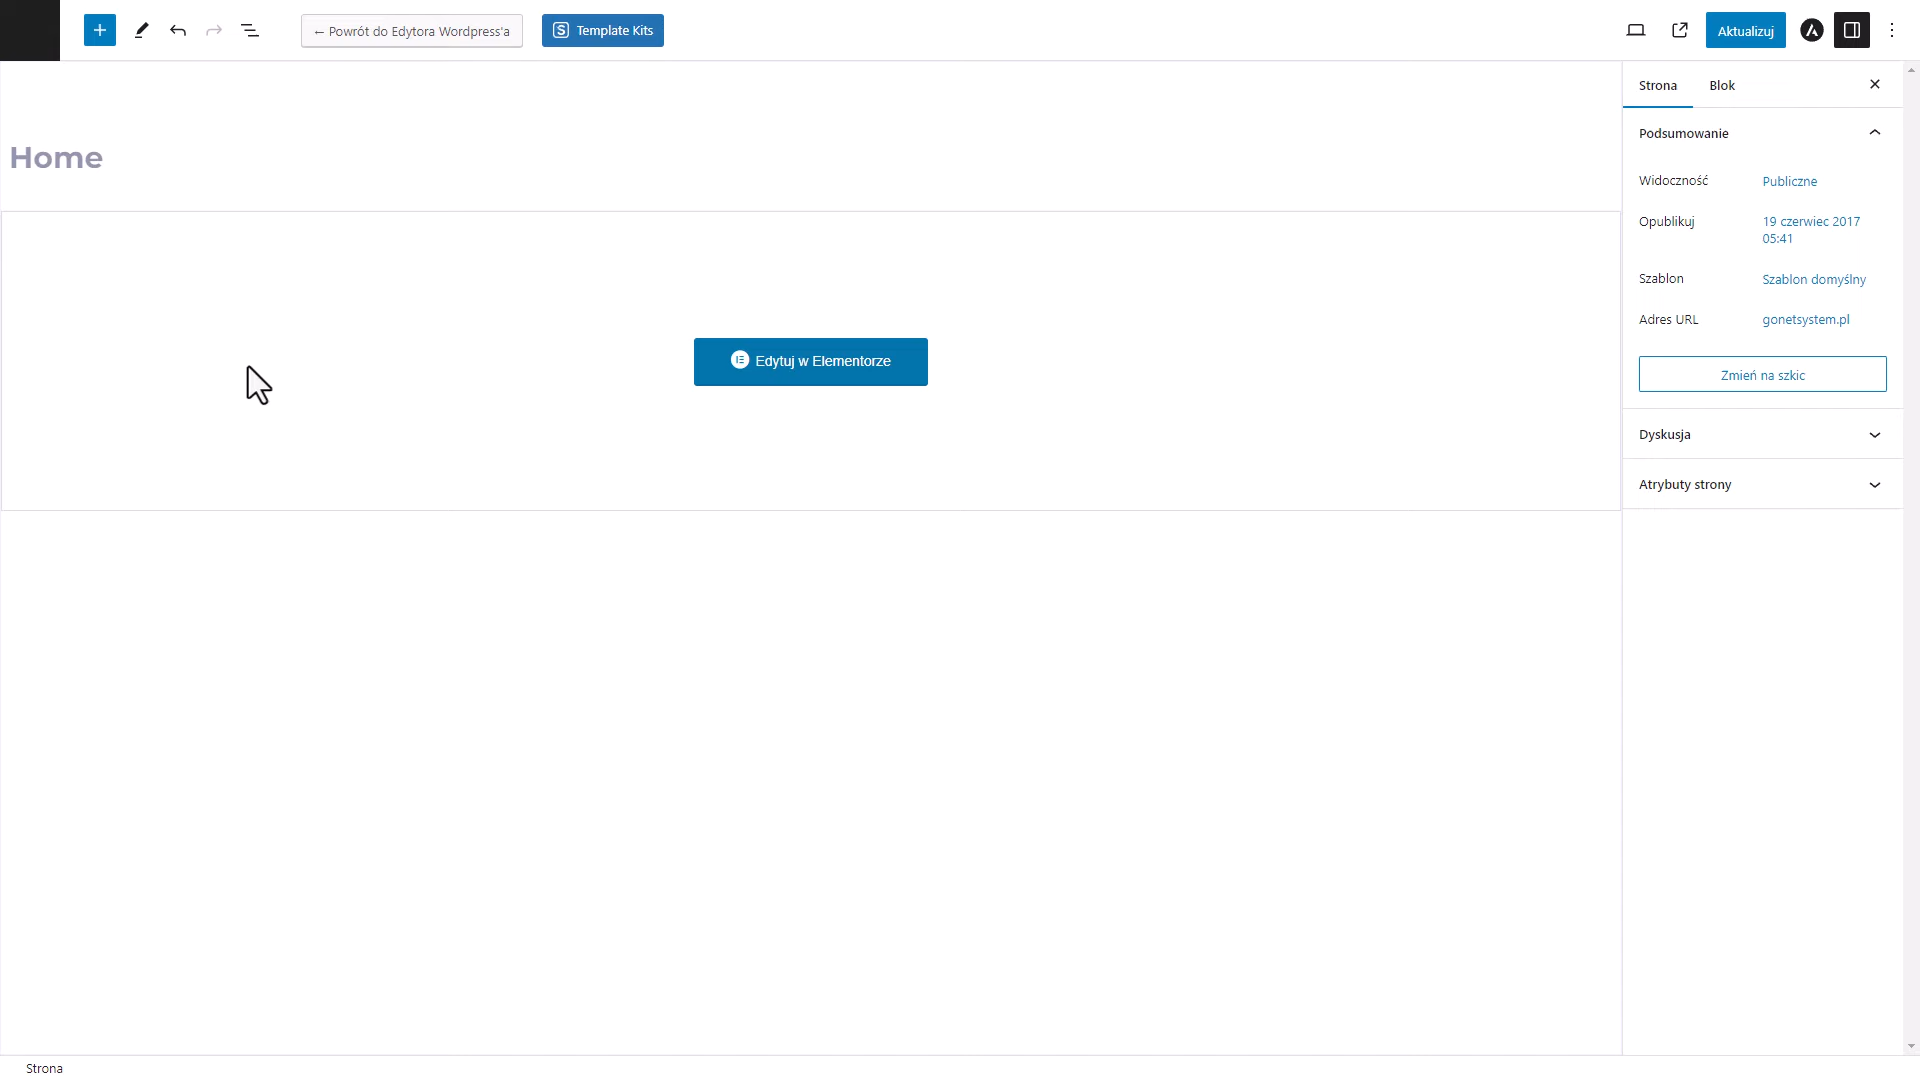 ← Powrót do Edytora Wordpress'a
Template Kits
Aktualizuj
Home
Edytuj w Elementorze
Strona
Blok
Podsumowanie
Widoczność
Publiczne
Opublikuj
19 czerwiec 2017
05:41
Szablon
Szablon domyślny
Adres URL
gonetsystem.pl
Zmień na szkic
Dyskusja
Atrybuty strony
Strona